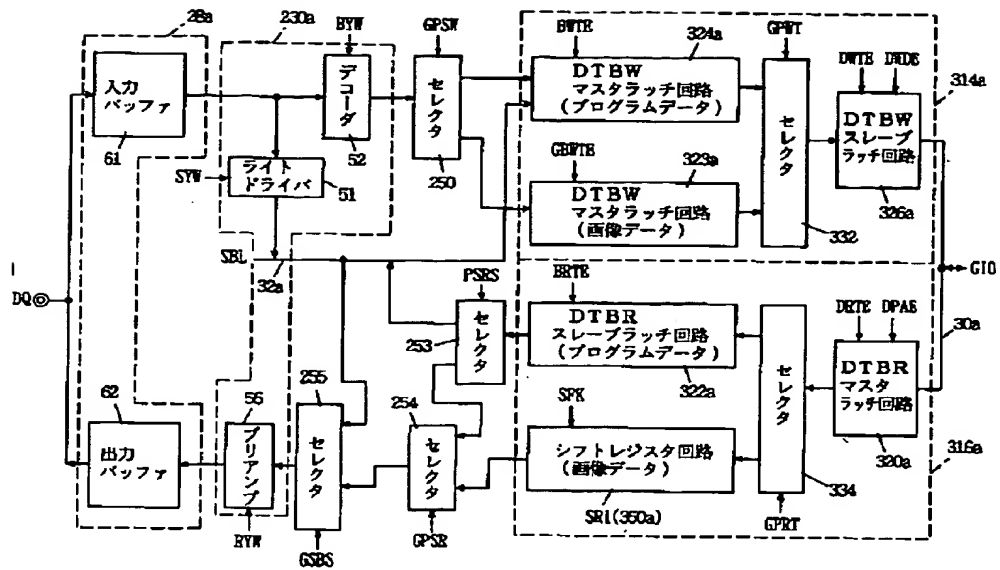 28a
230a
BYW
GPSW
BWTE
324a
GPWT
DWTE DWDE
314a
入力
バッファ
61
デコーダ
52
セレクタ
250
DTBW
マスタラッチ回路
(プログラムデータ)
セレクタ
332
DTBW
スレーブ
ラッチ回路
326a
SYW
ライト
ドライバ
51
GBWTE
323a
DTBW
マスタラッチ回路
(画像データ)
SBL
32a
DQ
GIO
PSRS
セレクタ
253
BRTE
DTBR
スレーブラッチ回路
(プログラムデータ)
322a
セレクタ
334
DRTE DPAE
30a
DTBR
マスタ
ラッチ回路
320a
316a
255
セレクタ
254
セレクタ
SPK
シフトレジスタ回路
(画像データ)
SR1(350a)
62
出力
バッファ
56
プリアンプ
RYW
GSBS
GPSR
GPRT